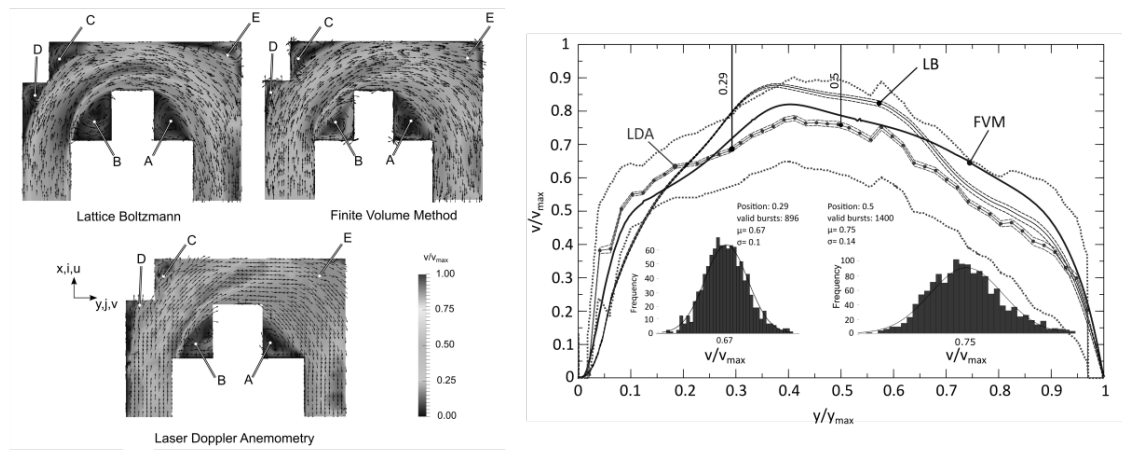 C
E
D
B
A
Lattice Boltzmann
C
E
D
B
A
Finite Volume Method
C
E
D
x,i,u
y,j,v
B
A
v/vmax
1.00
0.75
0.50
0.25
0.00
Laser Doppler Anemometry
1
0.9
0.8
0.7
0.6
0.5
0.4
0.3
0.2
0.1
0
v/vmax
0.29
0.5
LB
LDA
FVM
Position: 0.29
valid bursts: 896
μ= 0.67
σ= 0.1
Position: 0.5
valid bursts: 1400
μ= 0.75
σ= 0.14
Frequency
60
50
40
30
20
10
0
0.67
v/vmax
Frequency
100
80
60
40
20
0
0.75
v/vmax
0 0.1 0.2 0.3 0.4 0.5 0.6 0.7 0.8 0.9 1
y/ymax